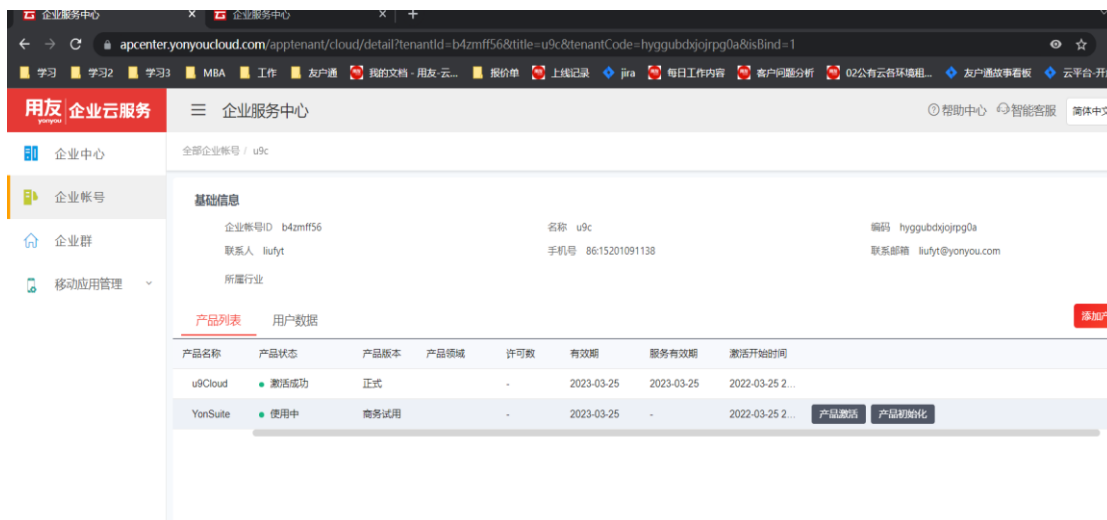 企业服务中心 × 企业服务中心 × +
apcenter.yonyoucloud.com/apptenant/cloud/detail?tenantId=b4zmff56&title=u9c&tenantCode=hyggubdxjojrpg0a&isBind=1
学习 学习2 学习3 MBA 工作 友户通 我的文档 - 用友-云... 报价单 上线记录 jira 每日工作内容 客户问题分析 02公有云各环境租... 友户通故事看板 云平台-开
用友 yonyou 企业云服务 企业服务中心 帮助中心 智能客服 简体中文
企业中心 全部企业帐号 / u9c
企业帐号 基础信息
企业帐号ID b4zmff56 名称 u9c 编码 hyggubdxjojrpg0a
企业群 联系人 liufyt 手机号 86:15201091138 联系邮箱 liufyt@yonyou.com
移动应用管理 所属行业
产品列表 用户数据 添加产
产品名称 产品状态 产品版本 产品领域 许可数 有效期 服务有效期 激活开始时间
u9Cloud 激活成功 正式 - 2023-03-25 2023-03-25 2022-03-25 2...
YonSuite 使用中 商务试用 - 2023-03-25 - 2022-03-25 2... 产品激活 产品初始化